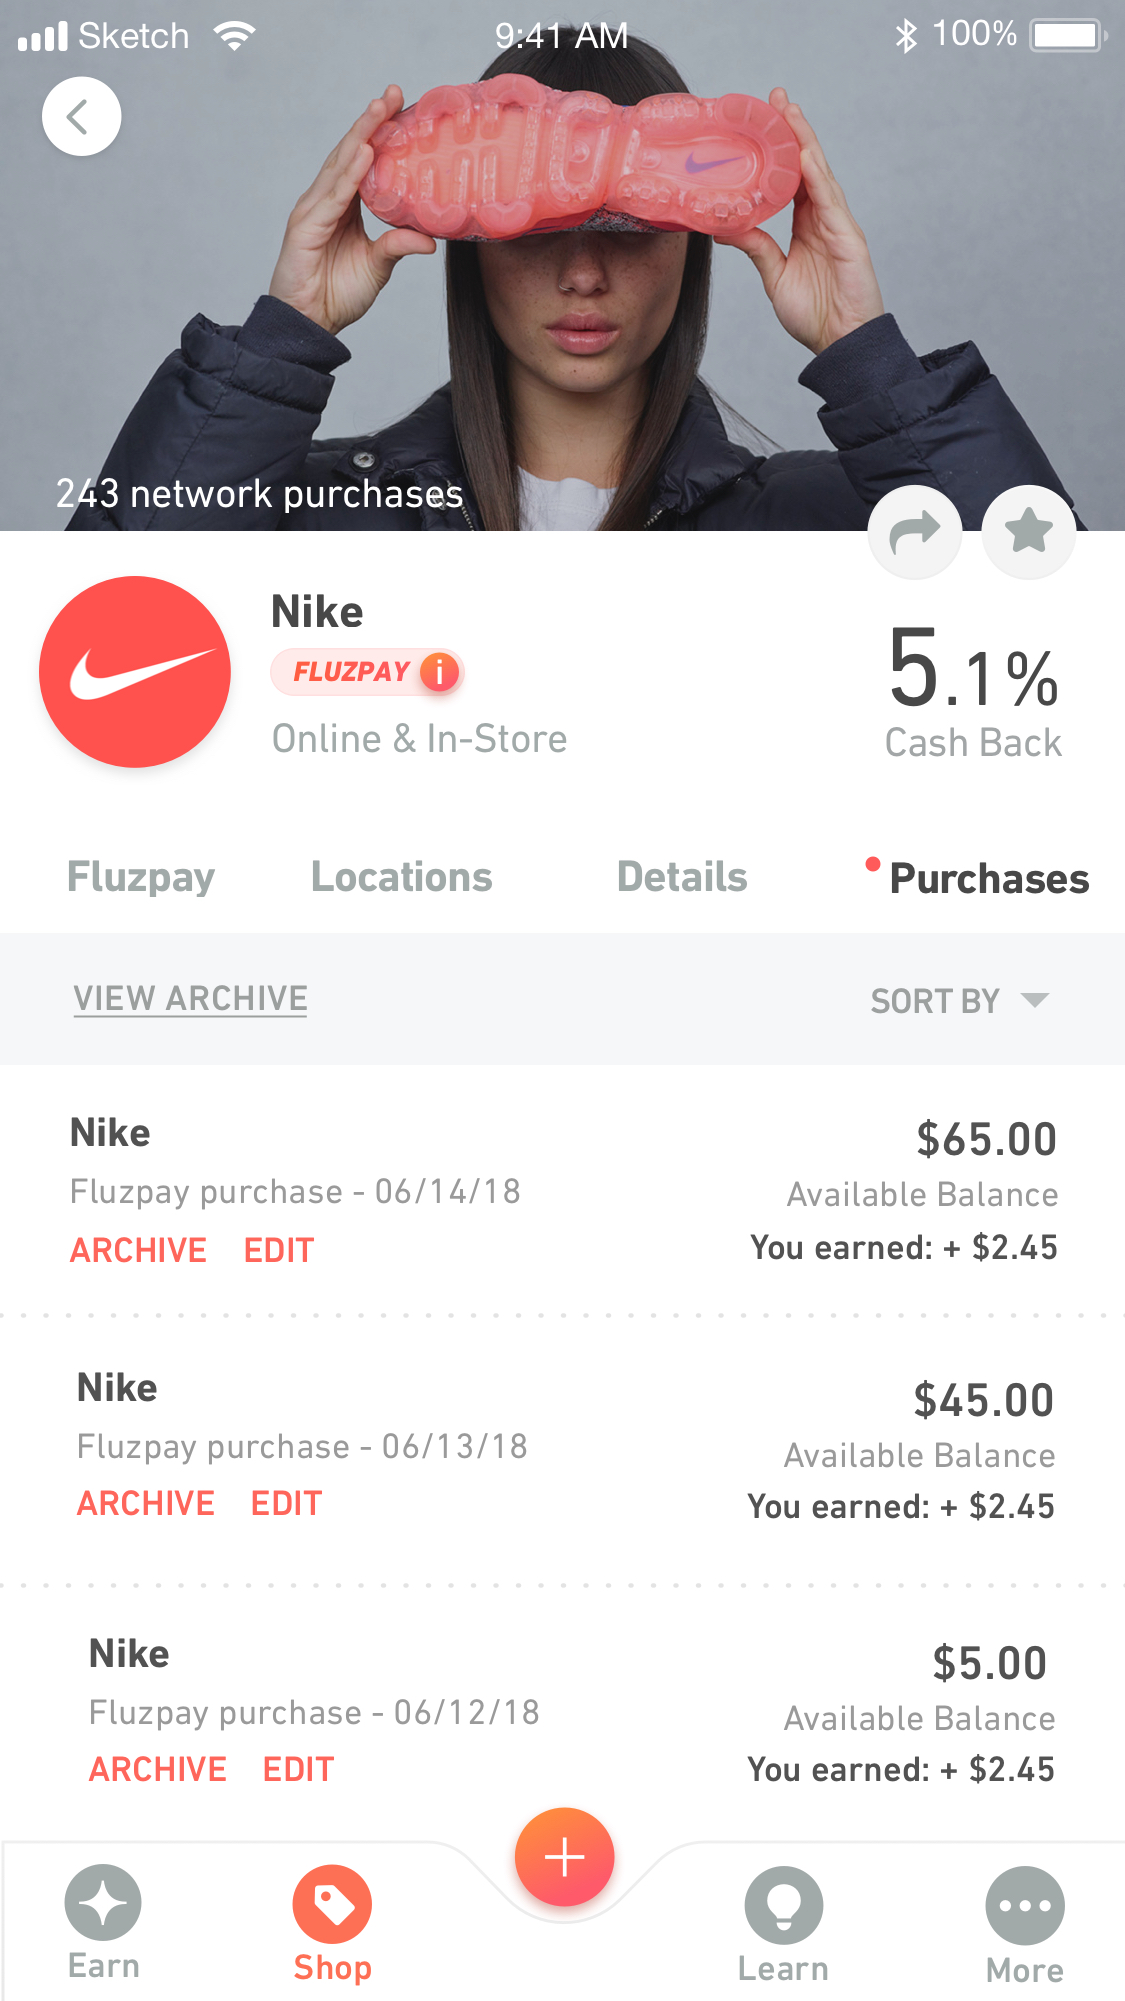 Sketch 9:41 AM 100%
243 network purchases
Nike
FLUZPAY i
Online & In-Store
5.1%
Cash Back
Fluzpay Locations Details Purchases
VIEW ARCHIVE SORT BY
Nike $65.00
Fluzpay purchase - 06/14/18 Available Balance
ARCHIVE EDIT You earned: + $2.45
Nike $45.00
Fluzpay purchase - 06/13/18 Available Balance
ARCHIVE EDIT You earned: + $2.45
Nike $5.00
Fluzpay purchase - 06/12/18 Available Balance
ARCHIVE EDIT You earned: + $2.45
Earn Shop Learn More